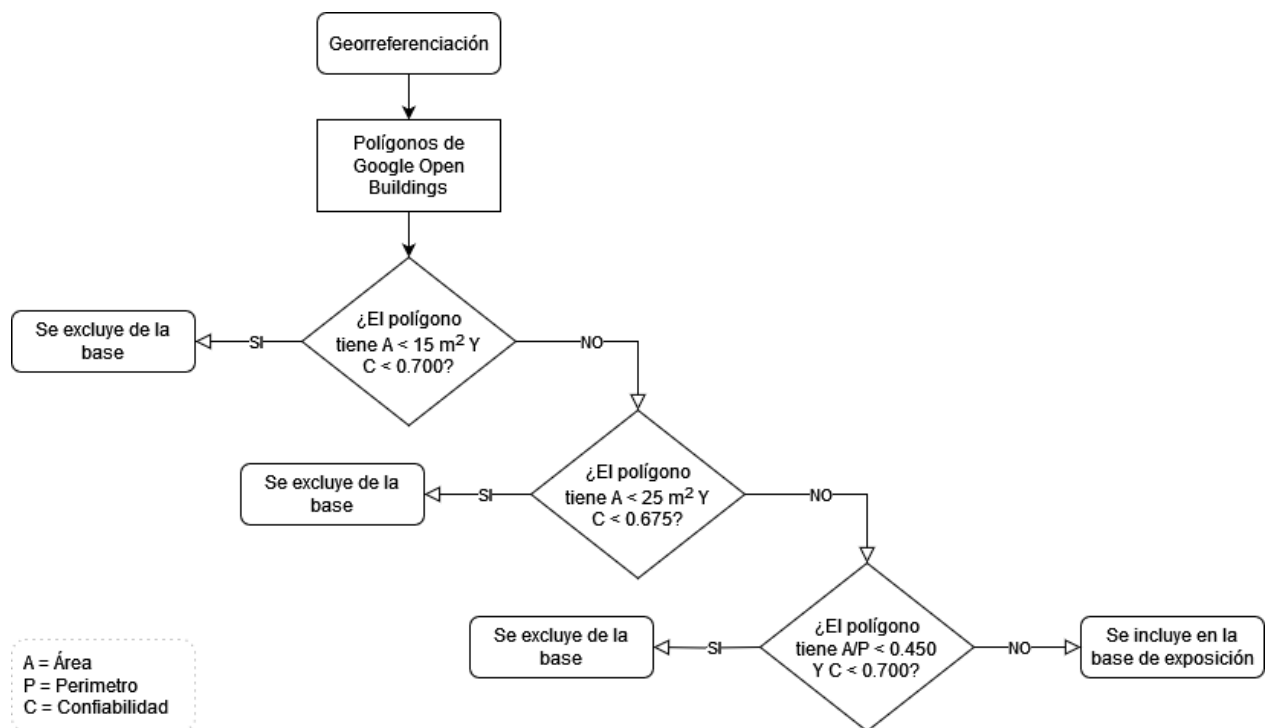 Georreferenciación
Polígonos de
Google Open
Buildings
¿El polígono
tiene A < 15 m² Y
C < 0.700?
SI
Se excluye de la
base
NO
¿El polígono
tiene A < 25 m² Y
C < 0.675?
SI
Se excluye de la
base
NO
¿El polígono
tiene A/P < 0.450
Y C < 0.700?
SI
Se excluye de la
base
NO
Se incluye en la
base de exposición
A = Área
P = Perimetro
C = Confiabilidad